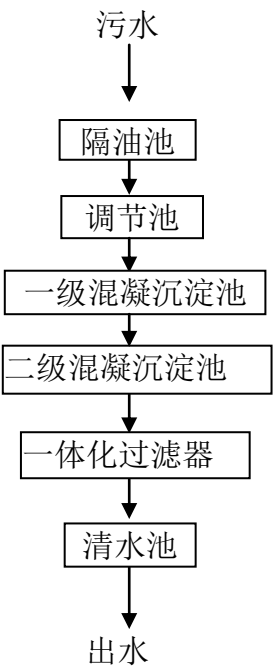 污水
隔油池
调节池
一级混凝沉淀池
二级混凝沉淀池
一体化过滤器
清水池
出水